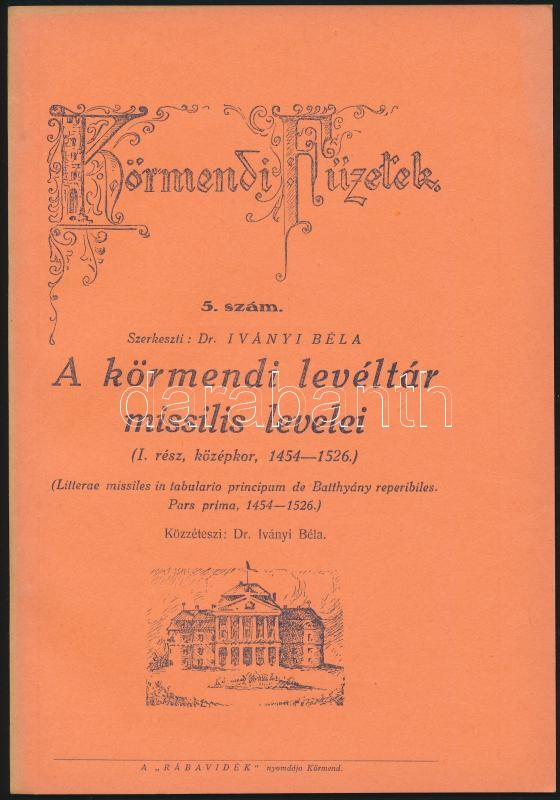 Körmendi Füzetek.
5. szám.
Szerkeszti: Dr. IVÁNYI BÉLA
A körmendi levéltár
darabanth
missilis levelei
(I. rész, középkor, 1454—1526.)
(Litterae missiles in tabulario principum de Batthyány reperibiles.
Pars prima, 1454—1526.)
Közzéteszi: Dr. Iványi Béla.
A „RÁBAVIDÉK" nyomdája Körmend.